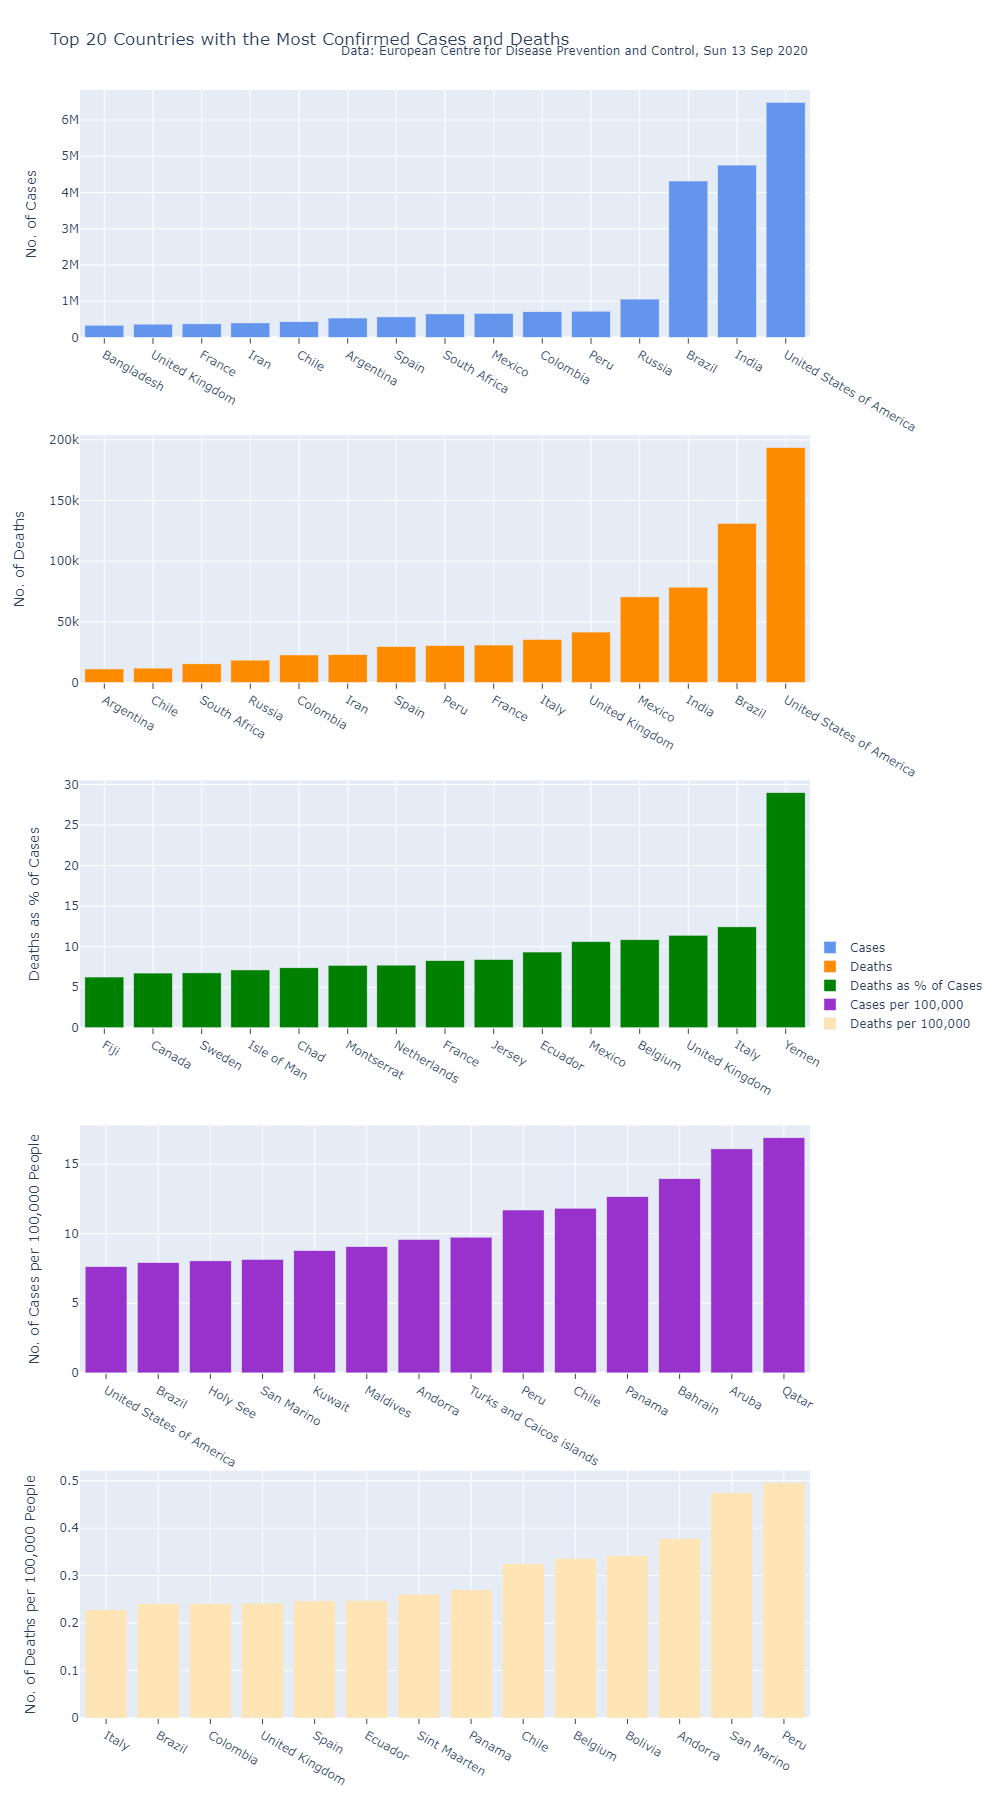 Top 20 Countries with the Most Confirmed Cases and Deaths
Data: European Centre for Disease Prevention and Control, Sun 13 Sep 2020
No. of Cases
6M
5M
4M
3M
2M
1M
0
Bangladesh
United Kingdom
France
Iran
Chile
Argentina
Spain
South Africa
Mexico
Colombia
Peru
Russia
Brazil
India
United States of America
No. of Deaths
200k
150k
100k
50k
0
Argentina
Chile
South Africa
Russia
Colombia
Iran
Spain
Peru
France
Italy
United Kingdom
Mexico
India
Brazil
United States of America
Deaths as % of Cases
30
25
20
15
10
5
0
Fiji
Canada
Sweden
Isle of Man
Chad
Montserrat
Netherlands
France
Jersey
Ecuador
Mexico
Belgium
United Kingdom
Italy
Yemen
Cases
Deaths
Deaths as % of Cases
Cases per 100,000
Deaths per 100,000
No. of Cases per 100,000 People
15
10
5
0
United States of America
Brazil
Holy See
San Marino
Kuwait
Maldives
Andorra
Turks and Caicos islands
Peru
Chile
Panama
Bahrain
Aruba
Qatar
No. of Deaths per 100,000 People
0.5
0.4
0.3
0.2
0.1
0
Italy
Brazil
Colombia
United Kingdom
Spain
Ecuador
Sint Maarten
Panama
Chile
Belgium
Bolivia
Andorra
San Marino
Peru